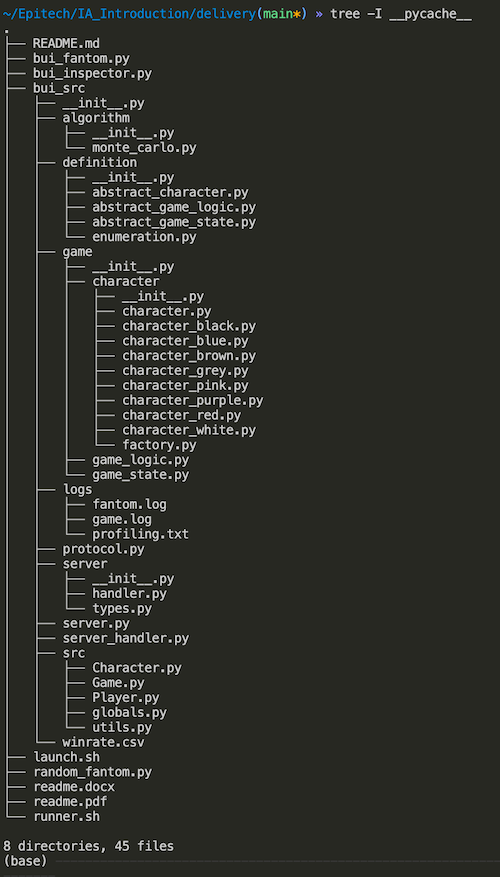 ~/Epitech/IA_Introduction/delivery(main*) » tree -I __pycache__
.
├── README.md
├── bui_fantom.py
├── bui_inspector.py
├── bui_src
│   ├── __init__.py
│   ├── algorithm
│   │   ├── __init__.py
│   │   └── monte_carlo.py
│   ├── definition
│   │   ├── __init__.py
│   │   ├── abstract_character.py
│   │   ├── abstract_game_logic.py
│   │   ├── abstract_game_state.py
│   │   └── enumeration.py
│   ├── game
│   │   ├── __init__.py
│   │   ├── character
│   │   │   ├── __init__.py
│   │   │   ├── character.py
│   │   │   ├── character_black.py
│   │   │   ├── character_blue.py
│   │   │   ├── character_brown.py
│   │   │   ├── character_grey.py
│   │   │   ├── character_pink.py
│   │   │   ├── character_purple.py
│   │   │   ├── character_red.py
│   │   │   ├── character_white.py
│   │   │   └── factory.py
│   │   ├── game_logic.py
│   │   └── game_state.py
│   ├── logs
│   │   ├── fantom.log
│   │   ├── game.log
│   │   └── profiling.txt
│   ├── protocol.py
│   ├── server
│   │   ├── __init__.py
│   │   ├── handler.py
│   │   └── types.py
│   ├── server.py
│   ├── server_handler.py
│   ├── src
│   │   ├── Character.py
│   │   ├── Game.py
│   │   ├── Player.py
│   │   ├── globals.py
│   │   └── utils.py
│   └── winrate.csv
├── launch.sh
├── random_fantom.py
├── readme.docx
├── readme.pdf
└── runner.sh

8 directories, 45 files
(base)